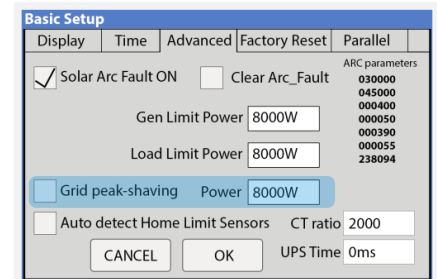 Basic Setup
Display Time Advanced Factory Reset Parallel
Solar Arc Fault ON Clear Arc_Fault
ARC parameters
030000
045000
000400
000050
000390
000055
238094
Gen Limit Power 8000W
Load Limit Power 8000W
Grid peak-shaving Power 8000W
Auto detect Home Limit Sensors CT ratio 2000
CANCEL OK UPS Time 0ms